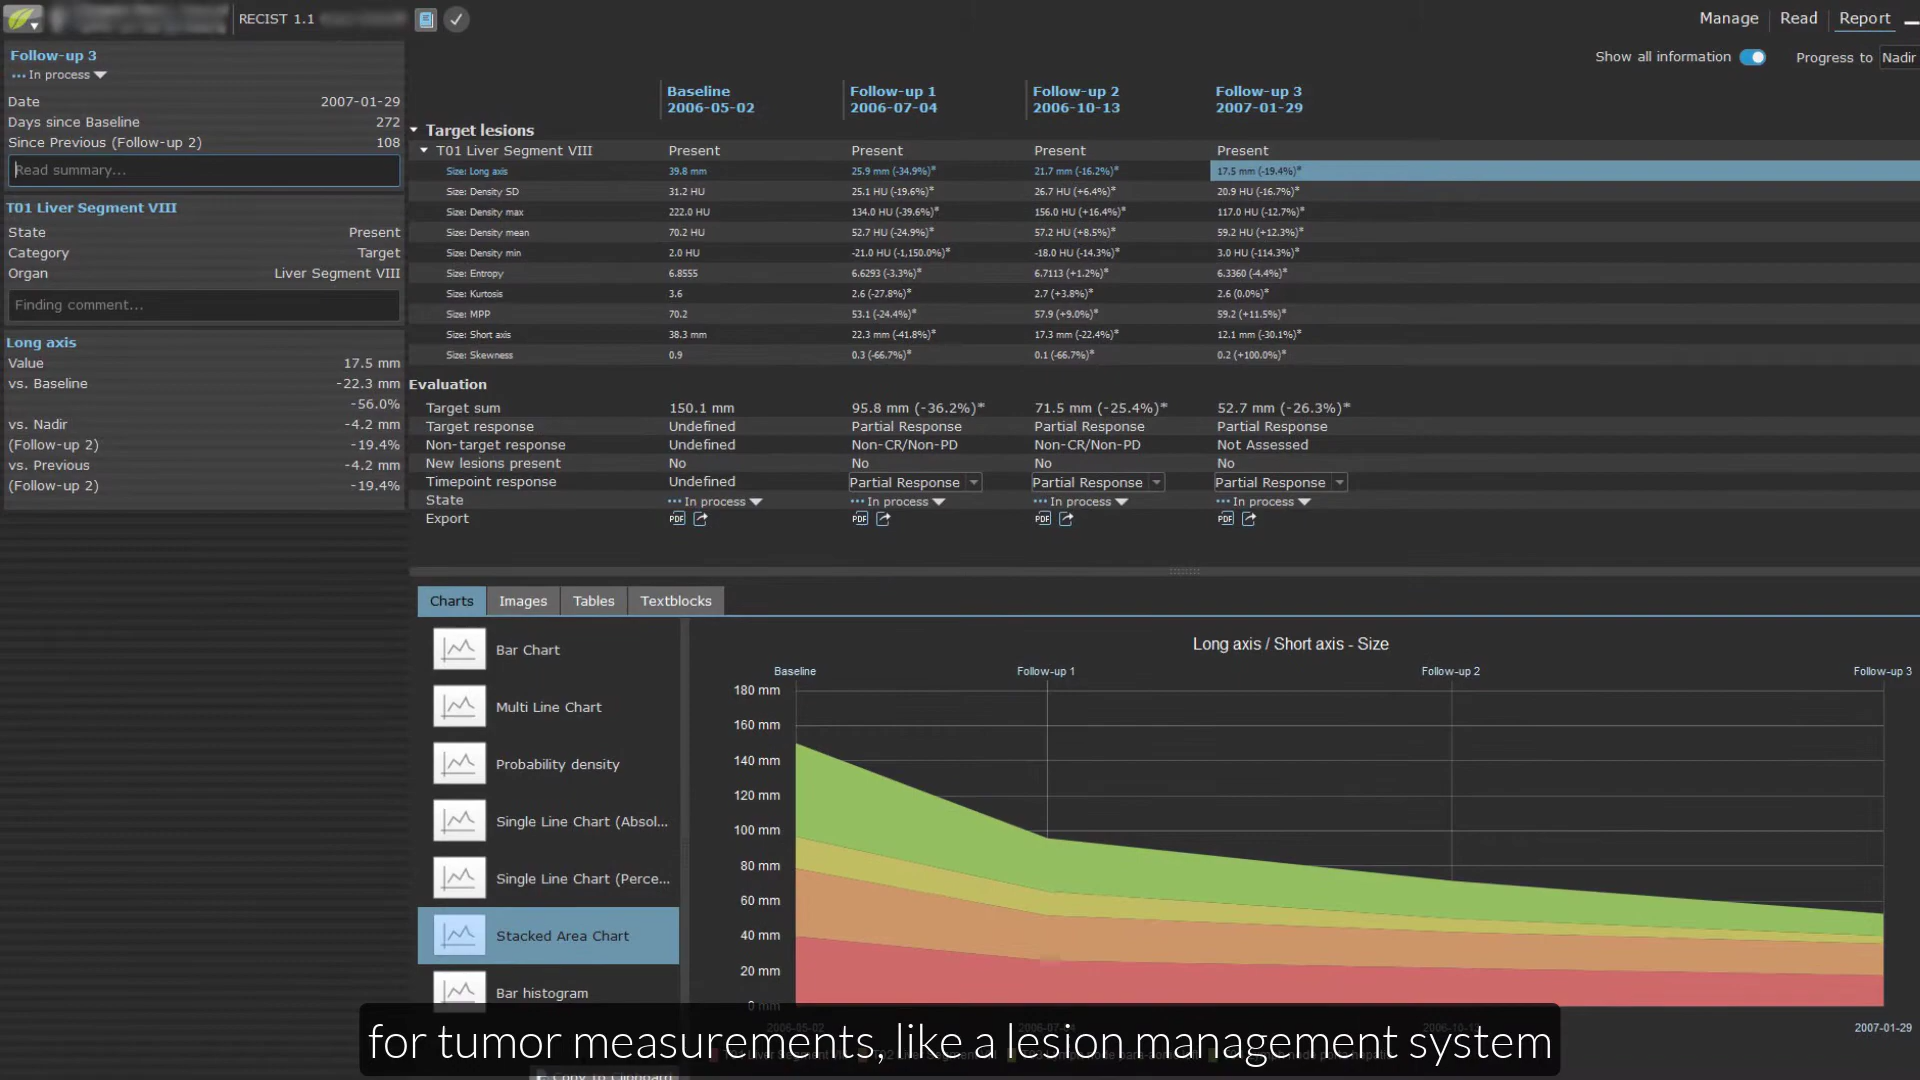 RECIST 1.1
Manage Read Report
Follow-up 3
In process
Show all information Progress to Nadir
Date 2007-01-29
Days since Baseline 272
Since Previous (Follow-up 2) 108
Read summary...
T01 Liver Segment VIII
State Present
Category Target
Organ Liver Segment VIII
Finding comment...
Long axis
Value 17.5 mm
vs. Baseline -22.3 mm
-56.0%
vs. Nadir -4.2 mm
(Follow-up 2) -19.4%
vs. Previous -4.2 mm
(Follow-up 2) -19.4%
Baseline Follow-up 1 Follow-up 2 Follow-up 3
2006-05-02 2006-07-04 2006-10-13 2007-01-29
Target lesions
T01 Liver Segment VIII Present Present Present Present
Size: Long axis 39.8 mm 25.9 mm (-34.9%)* 21.7 mm (-16.2%)* 17.5 mm (-19.4%)*
Size: Density SD 31.2 HU 25.1 HU (-19.6%)* 26.7 HU (+6.4%)* 20.9 HU (-16.7%)*
Size: Density max 222.0 HU 134.0 HU (-39.6%)* 156.0 HU (+16.4%)* 117.0 HU (-12.7%)*
Size: Density mean 70.2 HU 52.7 HU (-24.9%)* 57.2 HU (+8.5%)* 59.2 HU (+12.3%)*
Size: Density min 2.0 HU -21.0 HU (-1,150.0%)* -18.0 HU (-14.3%)* 3.0 HU (-114.3%)*
Size: Entropy 6.8555 6.6293 (-3.3%)* 6.7113 (+1.2%)* 6.3360 (-4.4%)*
Size: Kurtosis 3.6 2.6 (-27.8%)* 2.7 (+3.8%)* 2.6 (0.0%)*
Size: MPP 70.2 53.1 (-24.4%)* 57.9 (+9.0%)* 59.2 (+11.5%)*
Size: Short axis 38.3 mm 22.3 mm (-41.8%)* 17.3 mm (-22.4%)* 12.1 mm (-30.1%)*
Size: Skewness 0.9 0.3 (-66.7%)* 0.1 (-66.7%)* 0.2 (+100.0%)*
Evaluation
Target sum 150.1 mm 95.8 mm (-36.2%)* 71.5 mm (-25.4%)* 52.7 mm (-26.3%)*
Target response Undefined Partial Response Partial Response Partial Response
Non-target response Undefined Non-CR/Non-PD Non-CR/Non-PD Not Assessed
New lesions present No No No No
Timepoint response Undefined Partial Response Partial Response Partial Response
State In process In process In process In process
Export PDF PDF PDF PDF
Charts Images Tables Textblocks
Bar Chart
Multi Line Chart
Probability density
Single Line Chart (Absol...
Single Line Chart (Perce...
Stacked Area Chart
Bar histogram
Long axis / Short axis - Size
Baseline Follow-up 1 Follow-up 2 Follow-up 3
180 mm
160 mm
140 mm
120 mm
100 mm
80 mm
60 mm
40 mm
20 mm
0 mm
2006-05-02 2006-07-04 2006-10-13 2007-01-29
for tumor measurements, like a lesion management system
Copy to Clipboard